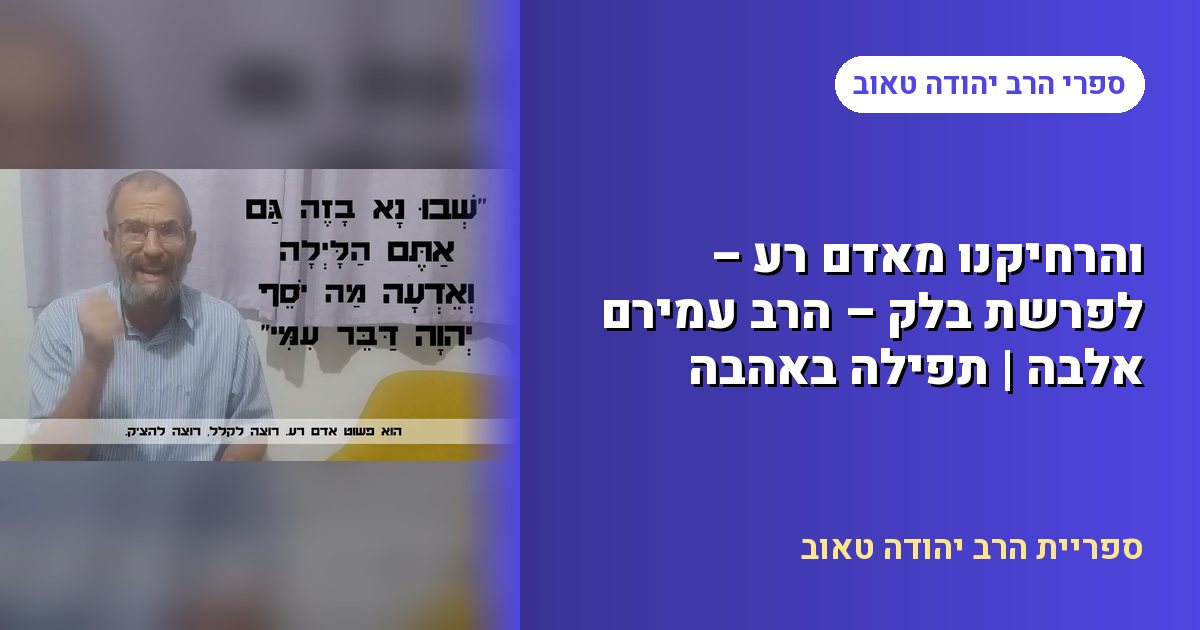 ספרי הרב יהודה טאוב
והרחיקנו מאדם רע –
לפרשת בלק – הרב עמירם
אלבה | תפילה באהבה
ספריית הרב יהודה טאוב
"שְׁבוּ נָא בָזֶה גַּם
אַתֶּם הַלָּיְלָה
וְאֵדְעָה מַה יֹּסֵף
יְהוָה דַּבֵּר עִמִּי"
הוא פשוט אדם רע. רוצה לקלל, רוצה להציק.